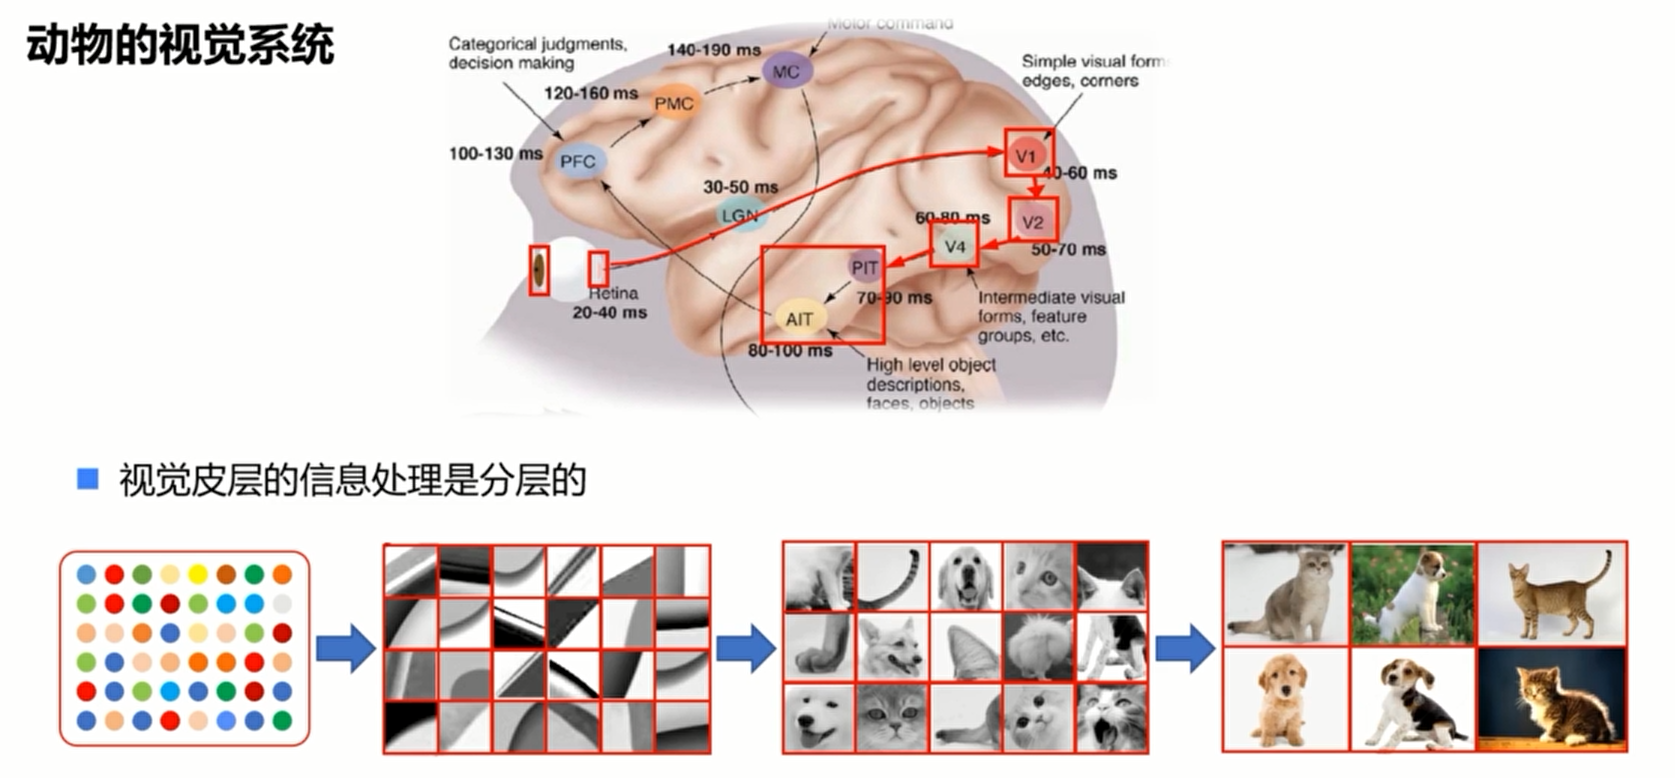 动物的视觉系统
Motor command
Categorical judgments,
decision making
140-190 ms
MC
Simple visual form
edges, corners
120-160 ms
PMC
100-130 ms
PFC
V1
40-60 ms
30-50 ms
LGN
60-80 ms
V2
V4
50-70 ms
PIT
70-90 ms
Retina
20-40 ms
Intermediate visual
forms, feature
groups, etc.
AIT
80-100 ms
High level object
descriptions,
faces, objects
视觉皮层的信息处理是分层的